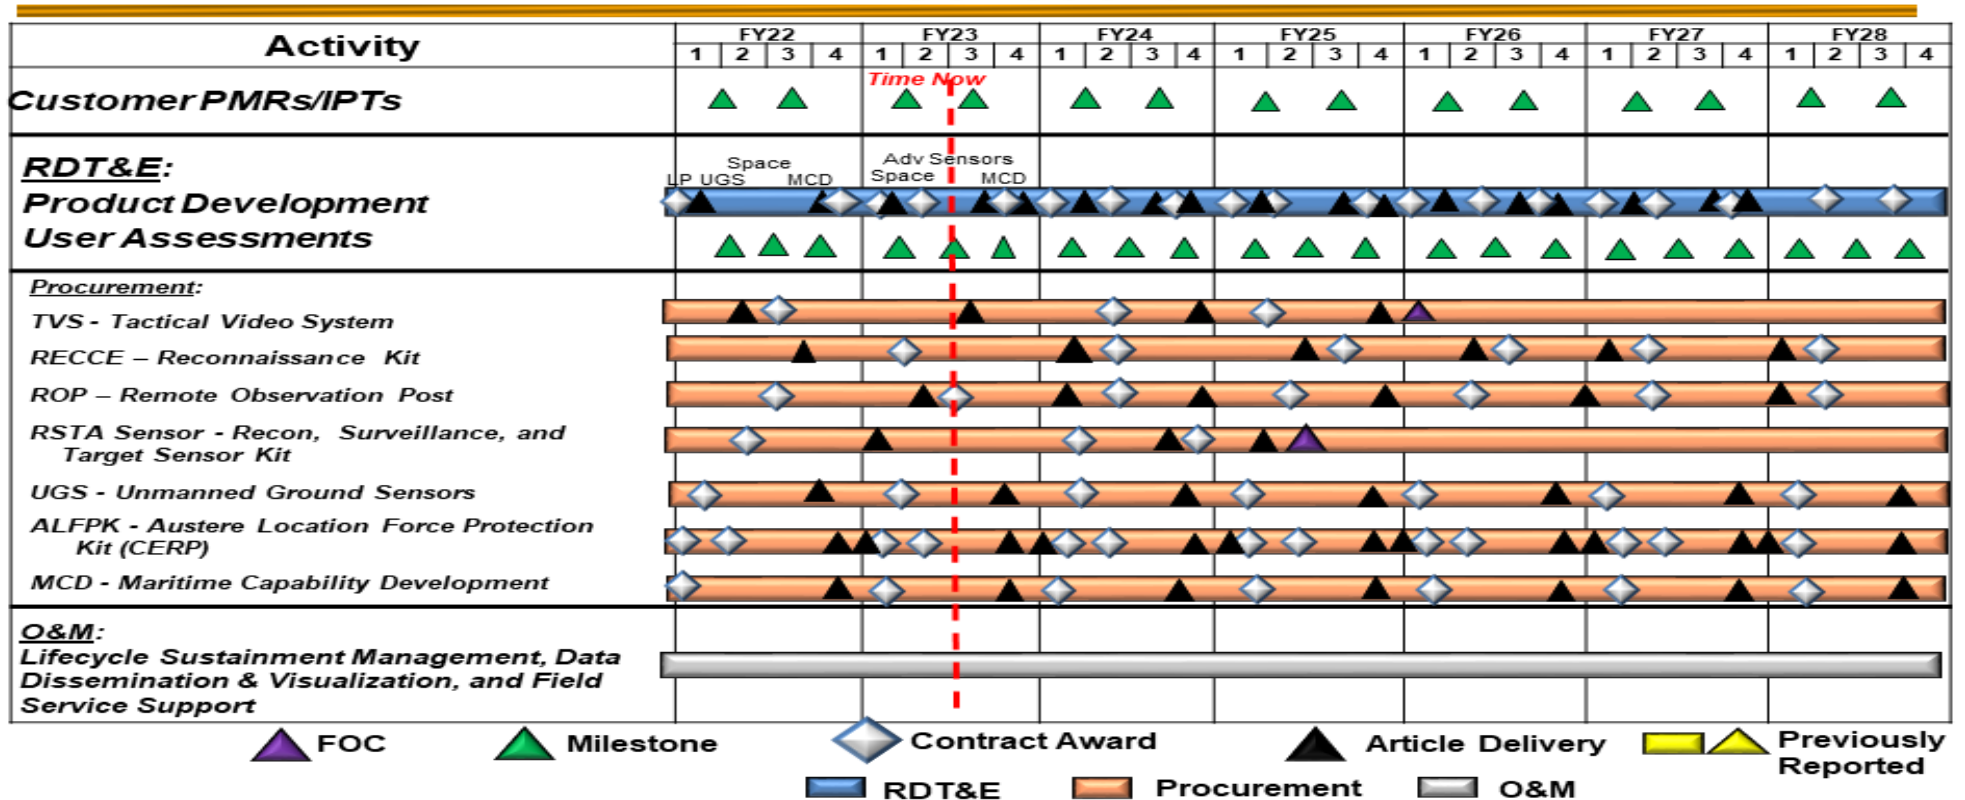 Activity
FY22 FY23 FY24 FY25 FY26 FY27 FY28
1 2 3 4 1 2 3 4 1 2 3 4 1 2 3 4 1 2 3 4 1 2 3 4 1 2 3 4
Time Now
Customer PMRs/IPTs
RDT&E:
Product Development
User Assessments
Space
LP UGS MCD
Adv Sensors
Space MCD
Procurement:
TVS - Tactical Video System
RECCE – Reconnaissance Kit
ROP – Remote Observation Post
RSTA Sensor - Recon, Surveillance, and
Target Sensor Kit
UGS - Unmanned Ground Sensors
ALFPK - Austere Location Force Protection
Kit (CERP)
MCD - Maritime Capability Development
O&M:
Lifecycle Sustainment Management, Data
Dissemination & Visualization, and Field
Service Support
FOC Milestone Contract Award Article Delivery Previously
Reported
RDT&E Procurement O&M